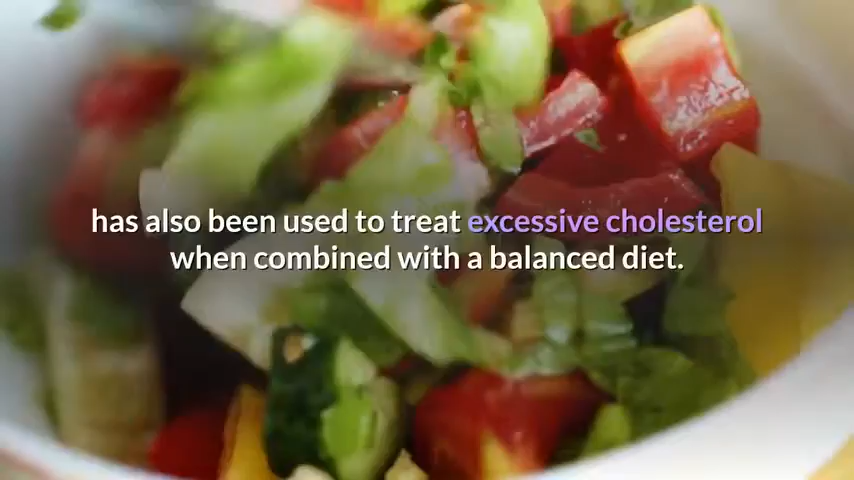 has also been used to treat excessive cholesterol
when combined with a balanced diet.